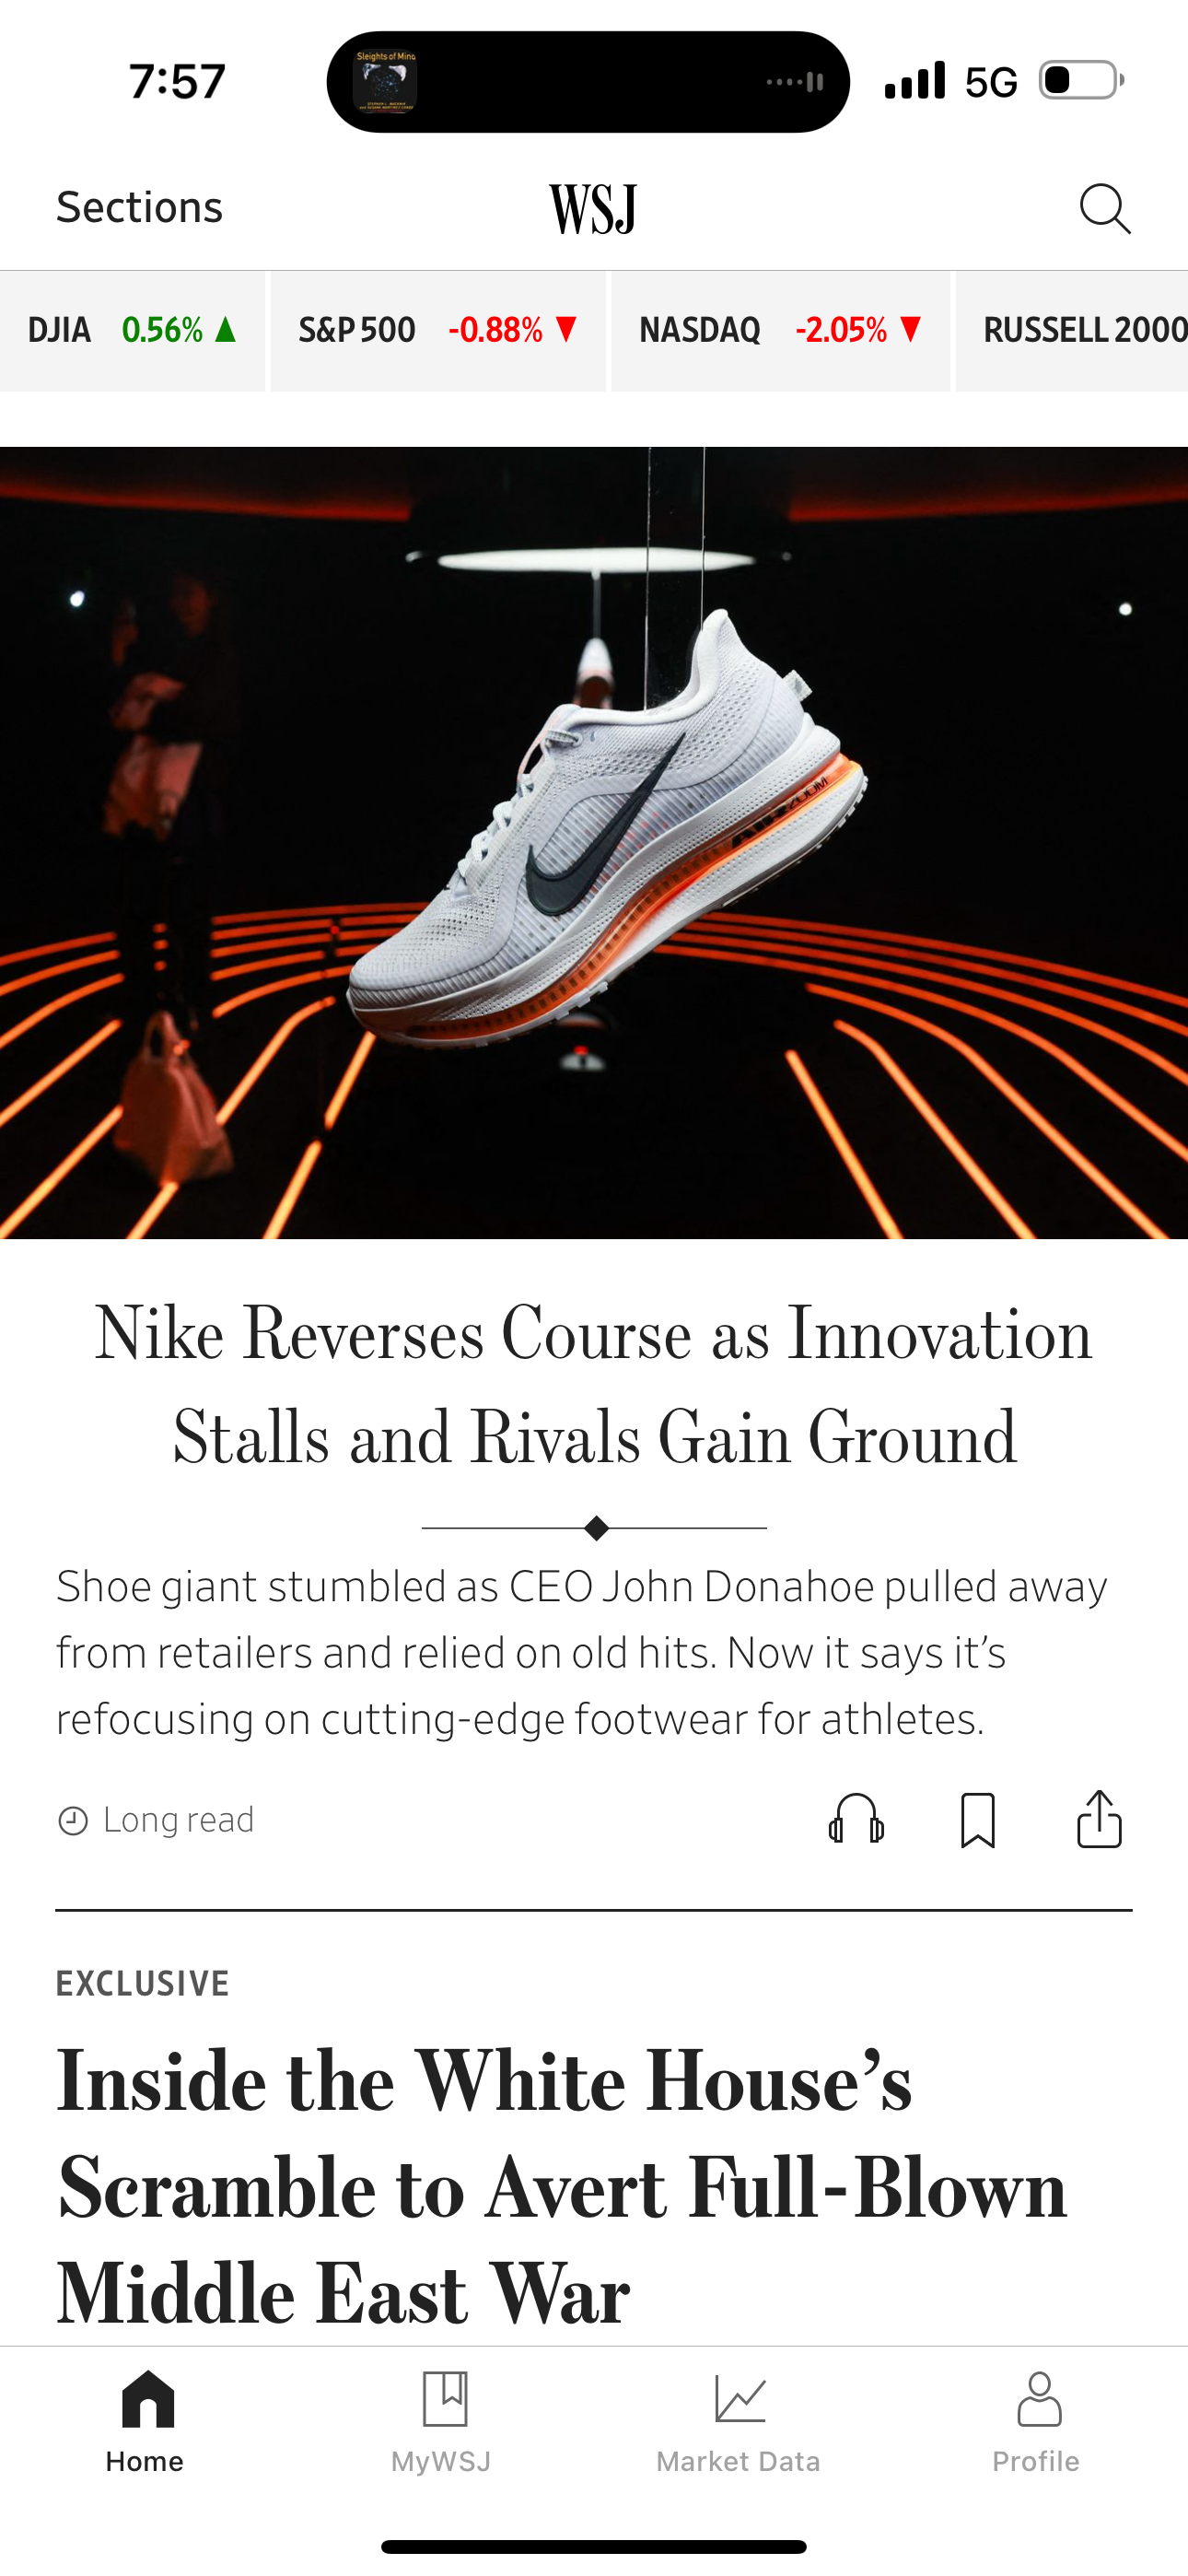 7:57
Sleights of Mind
5G
Sections
WSJ
DJIA 0.56% ▲ S&P 500 -0.88% ▼ NASDAQ -2.05% ▼ RUSSELL 2000
AIR ZOOM
Nike Reverses Course as Innovation
Stalls and Rivals Gain Ground
Shoe giant stumbled as CEO John Donahoe pulled away
from retailers and relied on old hits. Now it says it’s
refocusing on cutting-edge footwear for athletes.
Long read
EXCLUSIVE
Inside the White House’s
Scramble to Avert Full-Blown
Middle East War
Home MyWSJ Market Data Profile